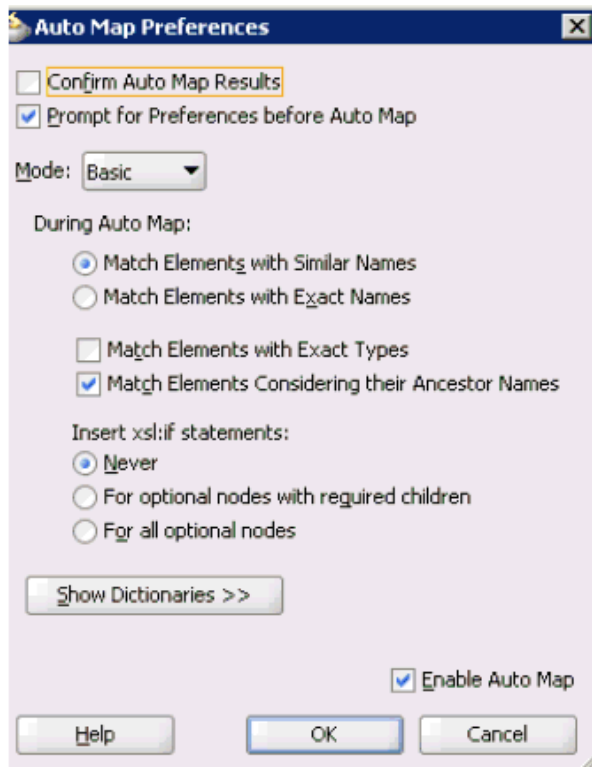 Auto Map Preferences
Confirm Auto Map Results
Prompt for Preferences before Auto Map
Mode: Basic
During Auto Map:
Match Elements with Similar Names
Match Elements with Exact Names
Match Elements with Exact Types
Match Elements Considering their Ancestor Names
Insert xsl:if statements:
Never
For optional nodes with required children
For all optional nodes
Show Dictionaries >>
Enable Auto Map
Help OK Cancel